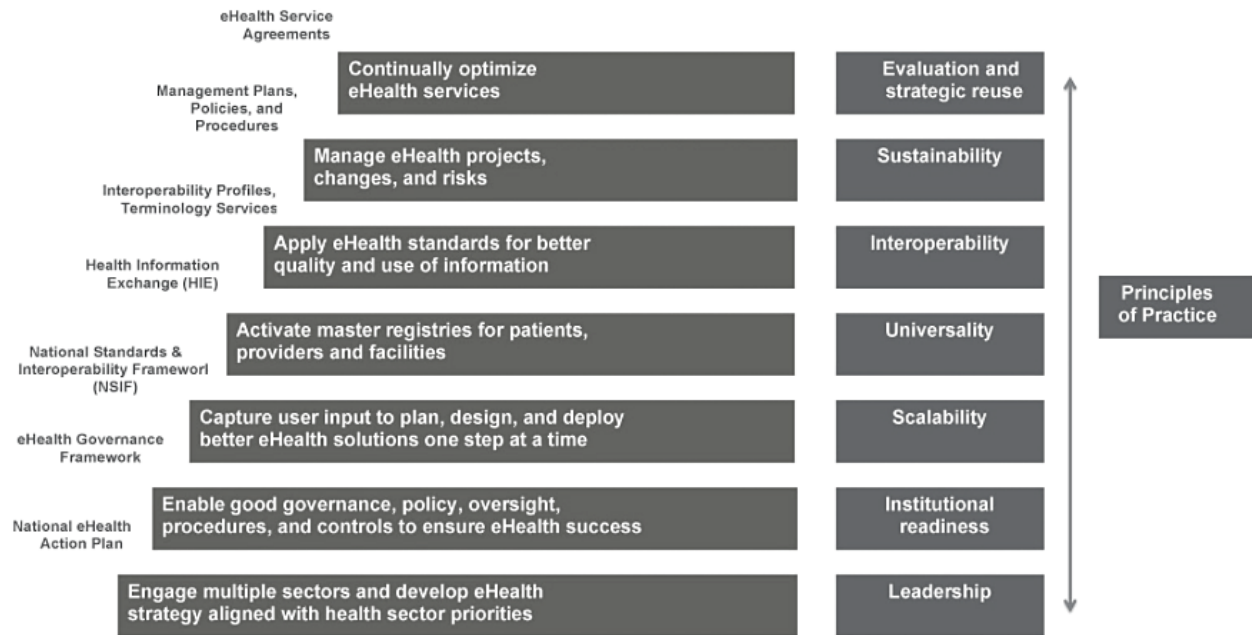 eHealth Service
Agreements
Continually optimize
eHealth services
Evaluation and
strategic reuse
Management Plans,
Policies, and
Procedures
Manage eHealth projects,
changes, and risks
Sustainability
Interoperability Profiles,
Terminology Services
Apply eHealth standards for better
quality and use of information
Interoperability
Health Information
Exchange (HIE)
Principles
of Practice
Activate master registries for patients,
providers and facilities
Universality
National Standards &
Interoperability Frameworl
(NSIF)
Capture user input to plan, design, and deploy
better eHealth solutions one step at a time
Scalability
eHealth Governance
Framework
Enable good governance, policy, oversight,
procedures, and controls to ensure eHealth success
Institutional
readiness
National eHealth
Action Plan
Engage multiple sectors and develop eHealth
strategy aligned with health sector priorities
Leadership